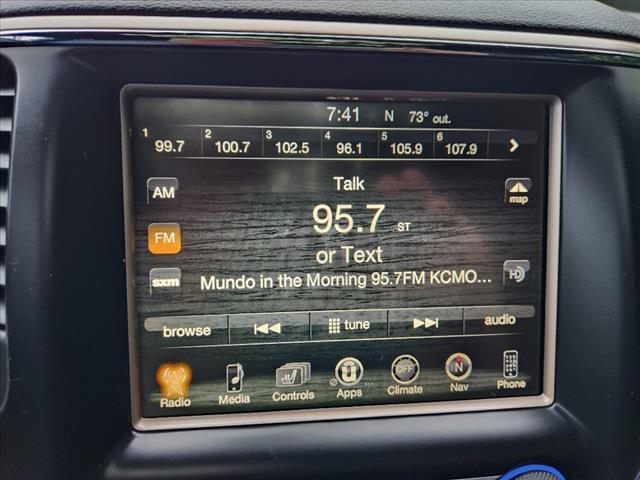 7:41 N 73° out.
1 99.7 2 100.7 3 102.5 4 96.1 5 105.9 6 107.9
Talk
AM
map
95.7 ST
FM
or Text
sxm
Mundo in the Morning 95.7FM KCMO...
HD
browse tune audio
OFF N
Radio Media Controls Apps Climate Nav Phone